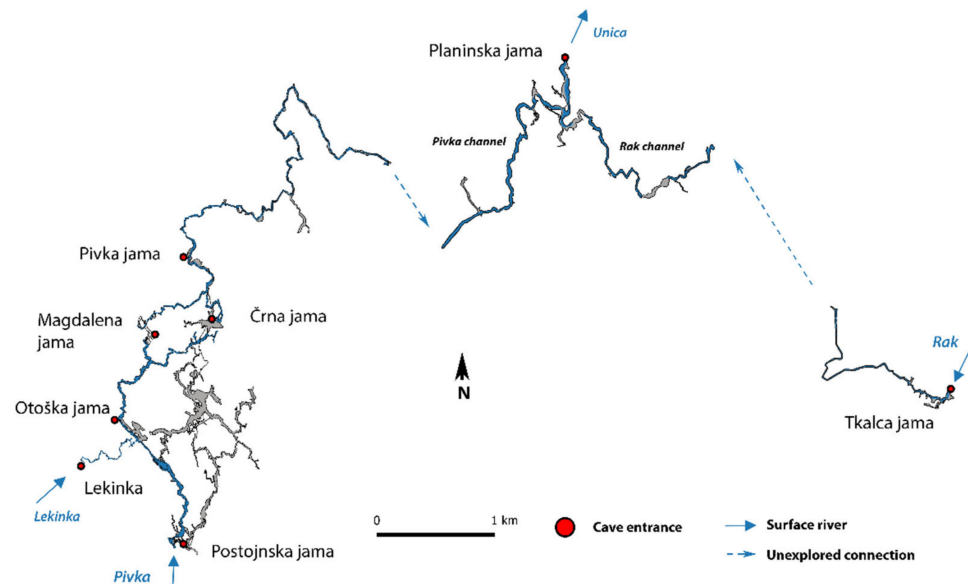 Planinska jama
Unica
Pivka channel
Rak channel
Pivka jama
Magdalena
jama
Črna jama
Otoška jama
Lekinka
Lekinka
Postojnska jama
Pivka
N
Rak
Tkalca jama
0
1 km
Cave entrance
Surface river
Unexplored connection